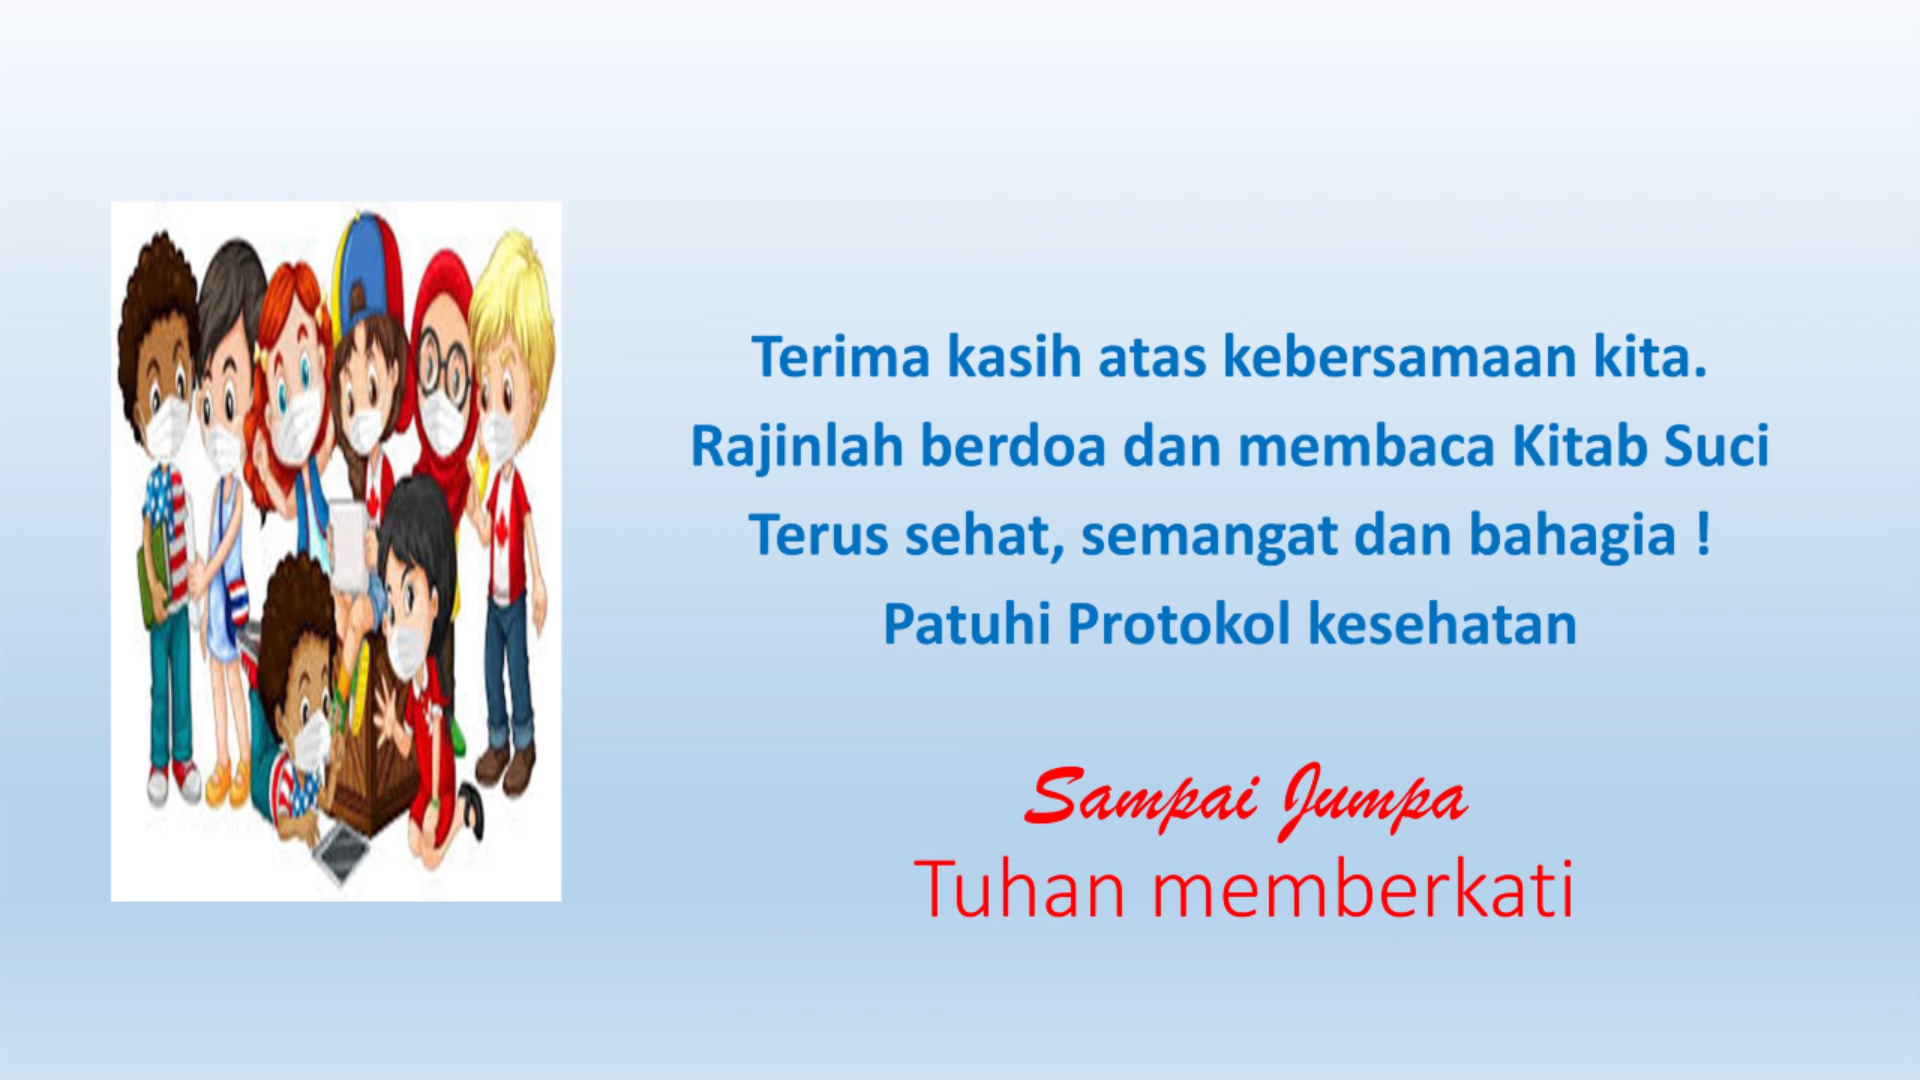 Terima kasih atas kebersamaan kita.
Rajinlah berdoa dan membaca Kitab Suci
Terus sehat, semangat dan bahagia !
Patuhi Protokol kesehatan
Sampai Jumpa
Tuhan memberkati